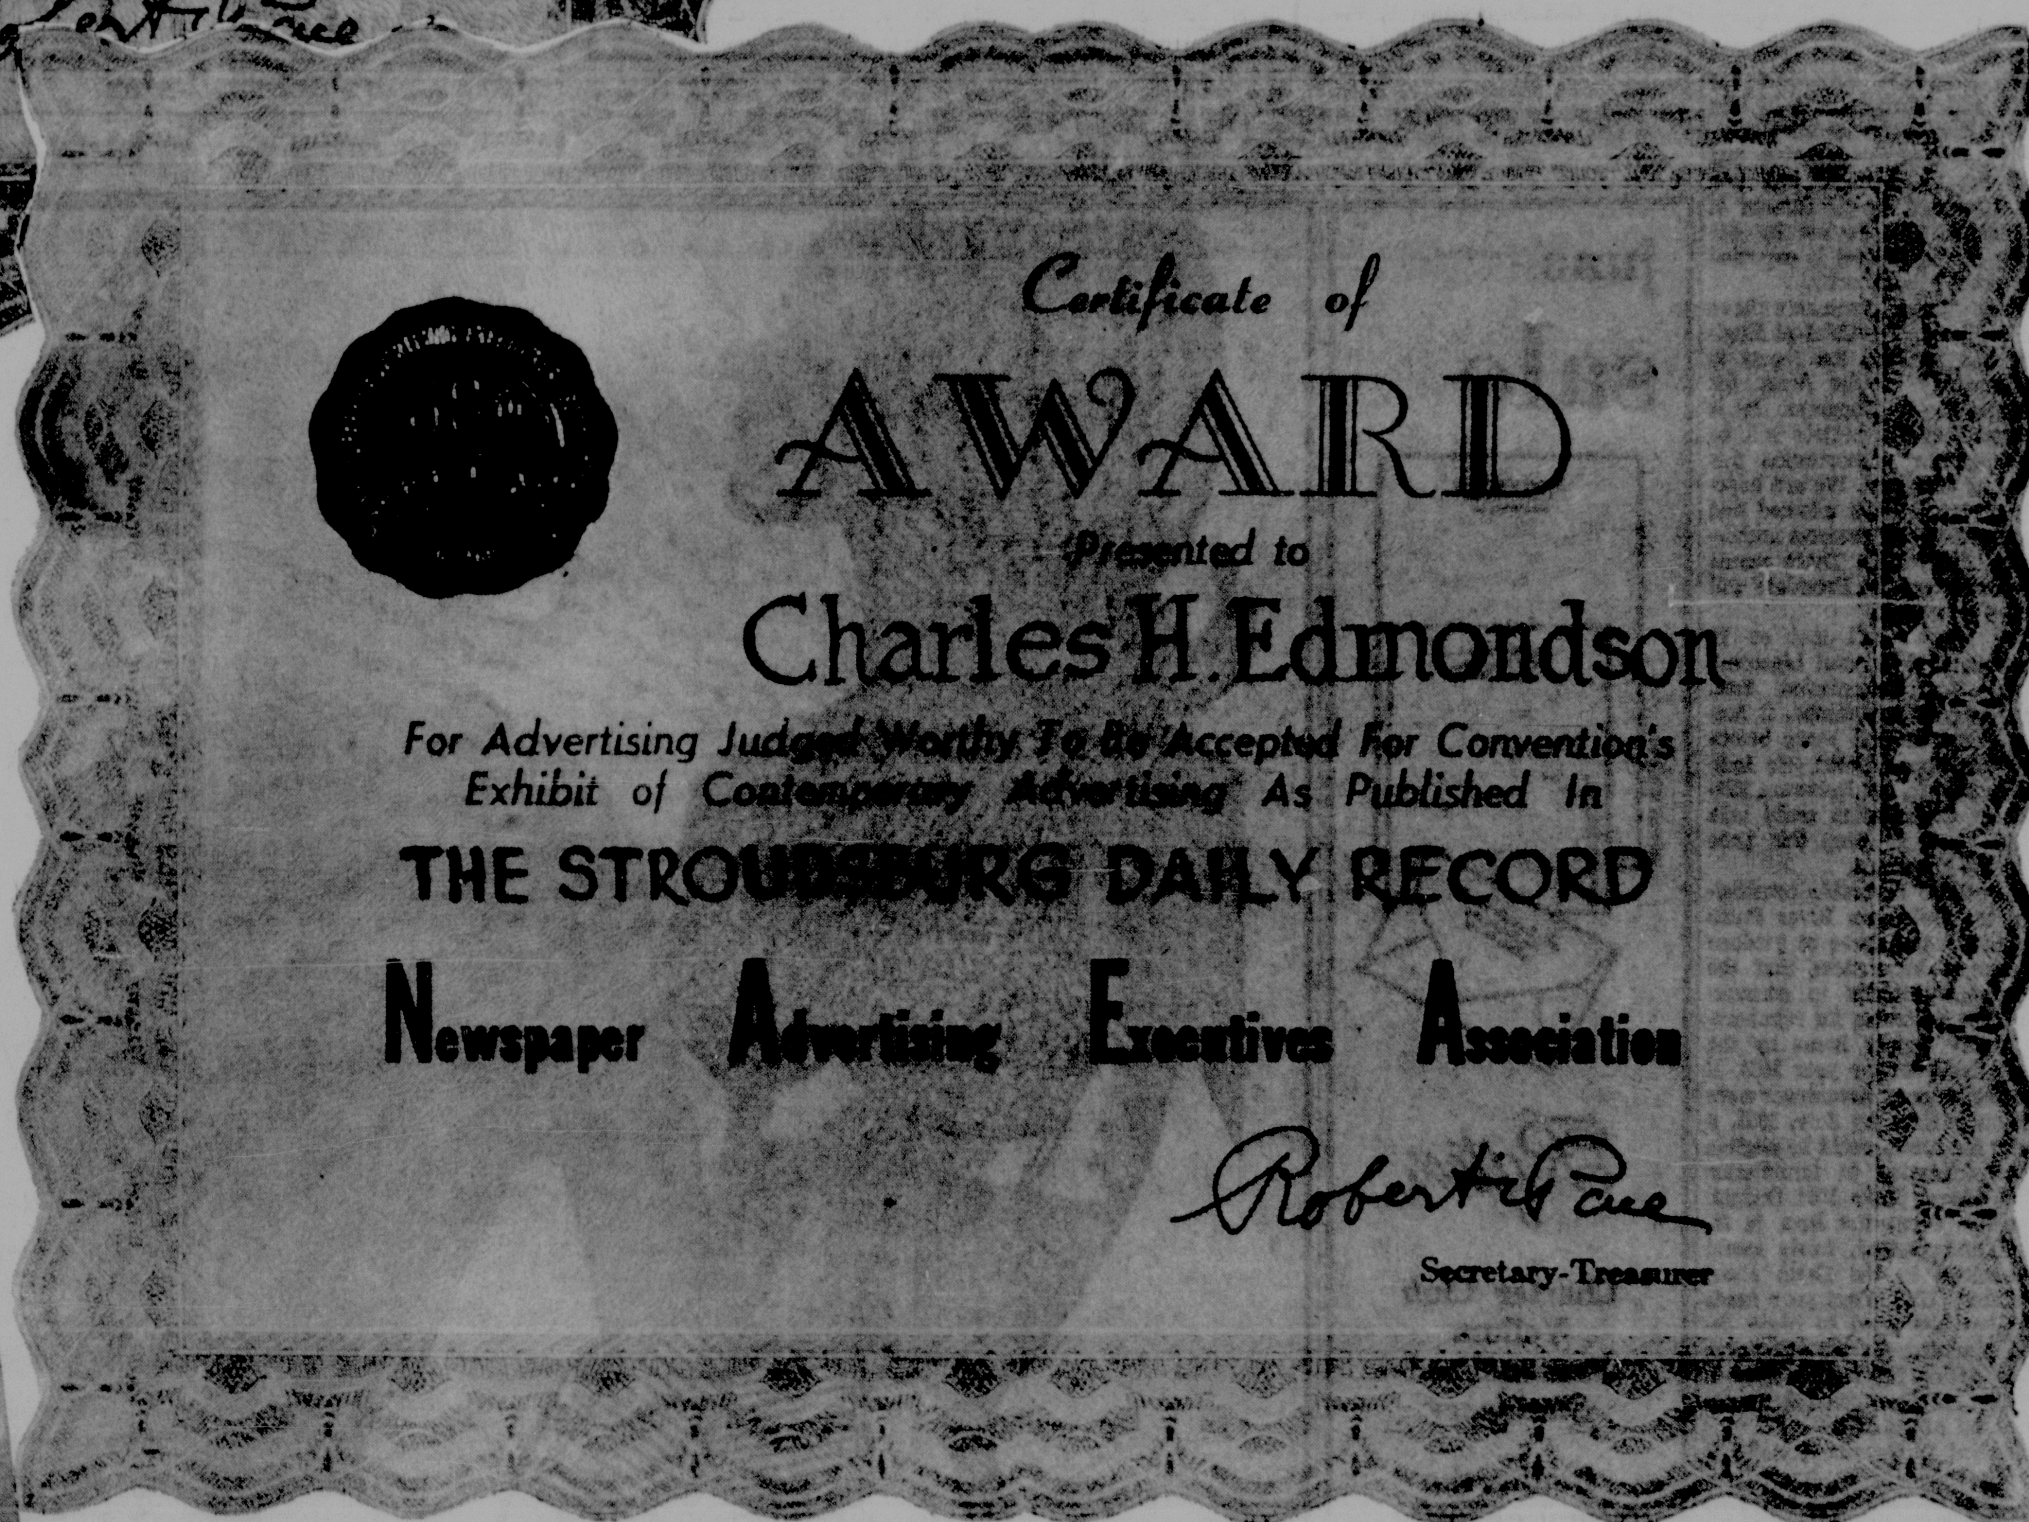 Certificate of
AWARD
Presented to
Charles H. Edmondson
For Advertising Judged Worthy To Be Accepted For Convention's
Exhibit of Contemporary Advertising As Published In
THE STROUDSBURG DAILY RECORD
Newspaper Advertising Executives Association
Robert
Secretary-Treasurer